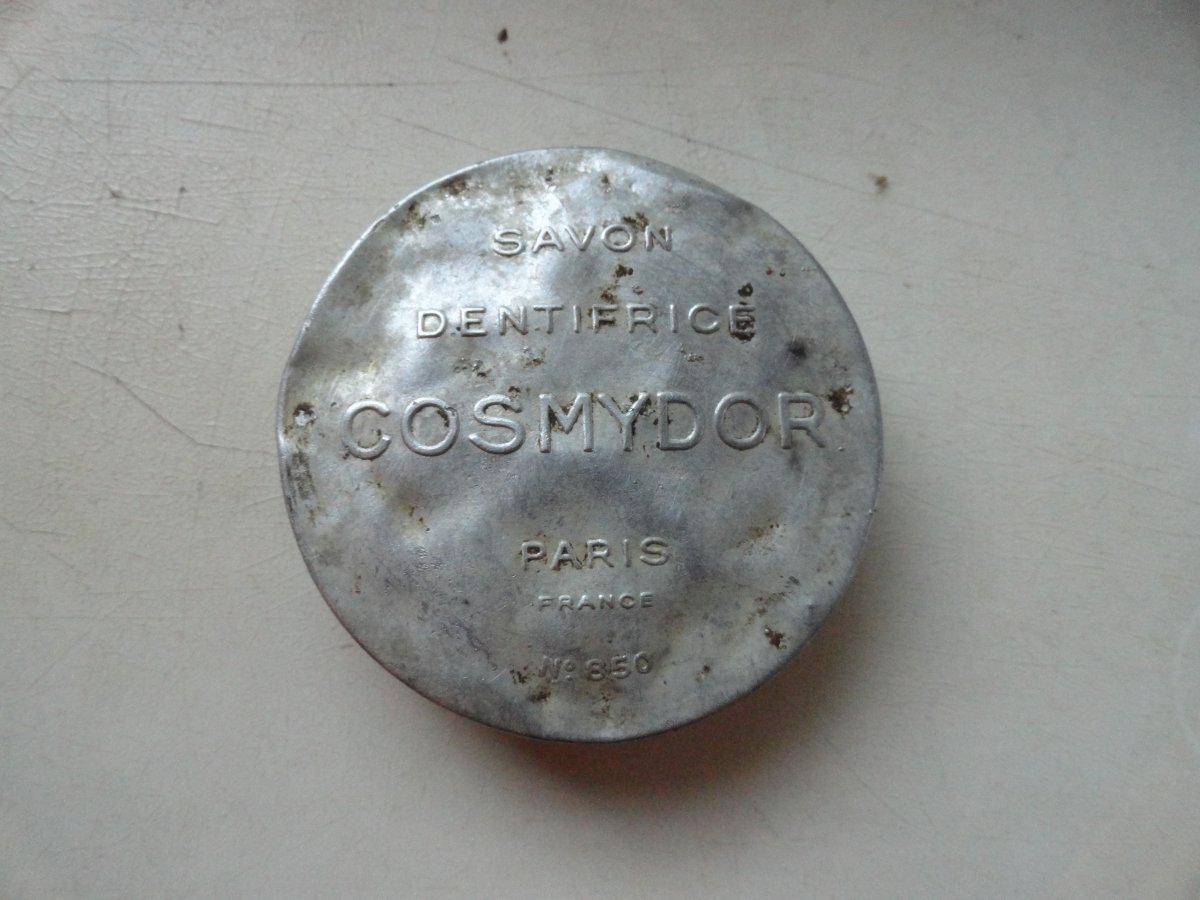 SAVON
DENTIFRICE
COSMYDOR
PARIS
FRANCE
No 850